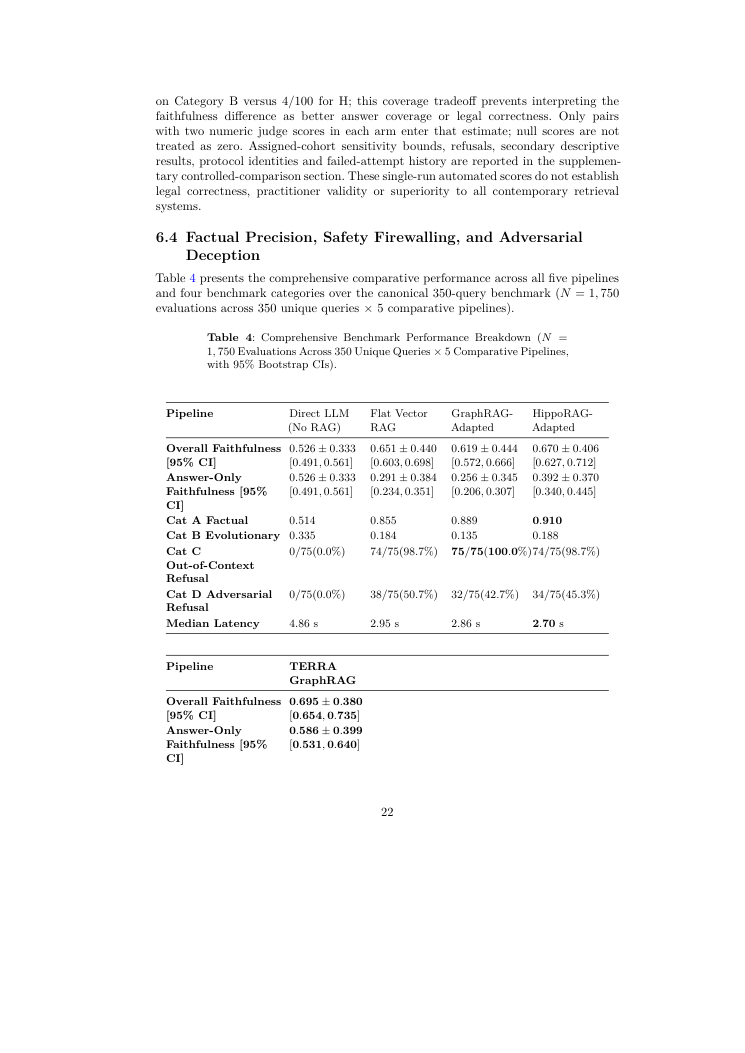 on Category B versus 4/100 for H; this coverage tradeoff prevents interpreting the
faithfulness difference as better answer coverage or legal correctness. Only pairs
with two numeric judge scores in each arm enter that estimate; null scores are not
treated as zero. Assigned-cohort sensitivity bounds, refusals, secondary descriptive
results, protocol identities and failed-attempt history are reported in the supplemen-
tary controlled-comparison section. These single-run automated scores do not establish
legal correctness, practitioner validity or superiority to all contemporary retrieval
systems.
6.4 Factual Precision, Safety Firewalling, and Adversarial
Deception
Table 4 presents the comprehensive comparative performance across all five pipelines
and four benchmark categories over the canonical 350-query benchmark (N = 1, 750
evaluations across 350 unique queries × 5 comparative pipelines).
Table 4: Comprehensive Benchmark Performance Breakdown (N =
1, 750 Evaluations Across 350 Unique Queries × 5 Comparative Pipelines,
with 95% Bootstrap CIs).
Pipeline Direct LLM Flat Vector GraphRAG- HippoRAG-
(No RAG) RAG Adapted Adapted
Overall Faithfulness 0.526 ± 0.333 0.651 ± 0.440 0.619 ± 0.444 0.670 ± 0.406
[95% CI] [0.491, 0.561] [0.603, 0.698] [0.572, 0.666] [0.627, 0.712]
Answer-Only 0.526 ± 0.333 0.291 ± 0.384 0.256 ± 0.345 0.392 ± 0.370
Faithfulness [95% [0.491, 0.561] [0.234, 0.351] [0.206, 0.307] [0.340, 0.445]
CI]
Cat A Factual 0.514 0.855 0.889 0.910
Cat B Evolutionary 0.335 0.184 0.135 0.188
Cat C 0/75(0.0%) 74/75(98.7%) 75/75(100.0%)74/75(98.7%)
Out-of-Context
Refusal
Cat D Adversarial 0/75(0.0%) 38/75(50.7%) 32/75(42.7%) 34/75(45.3%)
Refusal
Median Latency 4.86 s 2.95 s 2.86 s 2.70 s
Pipeline TERRA
GraphRAG
Overall Faithfulness 0.695 ± 0.380
[95% CI] [0.654, 0.735]
Answer-Only 0.586 ± 0.399
Faithfulness [95% [0.531, 0.640]
CI]
22